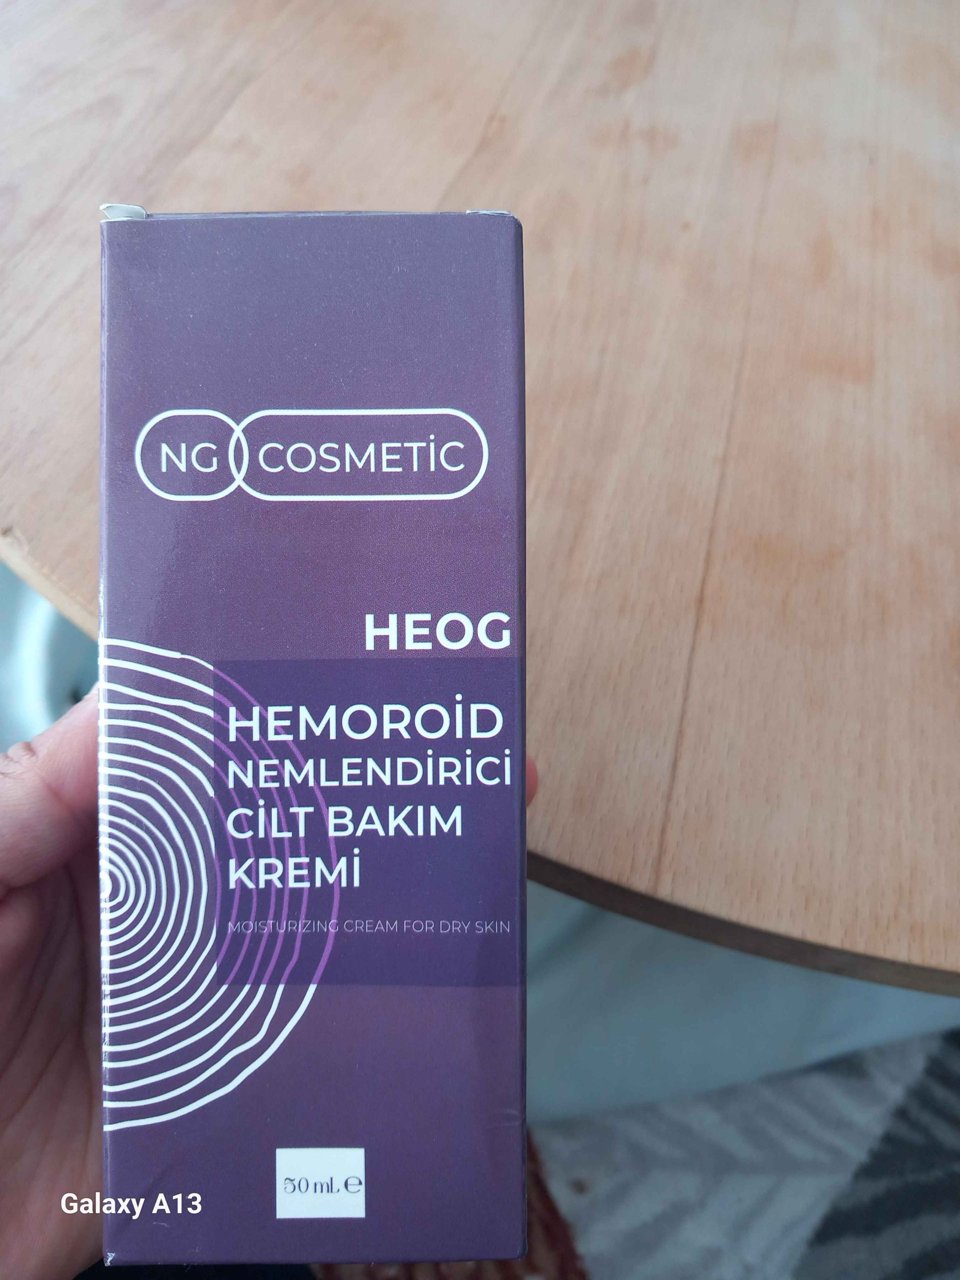 NG COSMETİC
HEOG
HEMOROİD
NEMLENDİRİCİ
CİLT BAKIM
KREMİ
MOISTURIZING CREAM FOR DRY SKIN
50 mL e
Galaxy A13